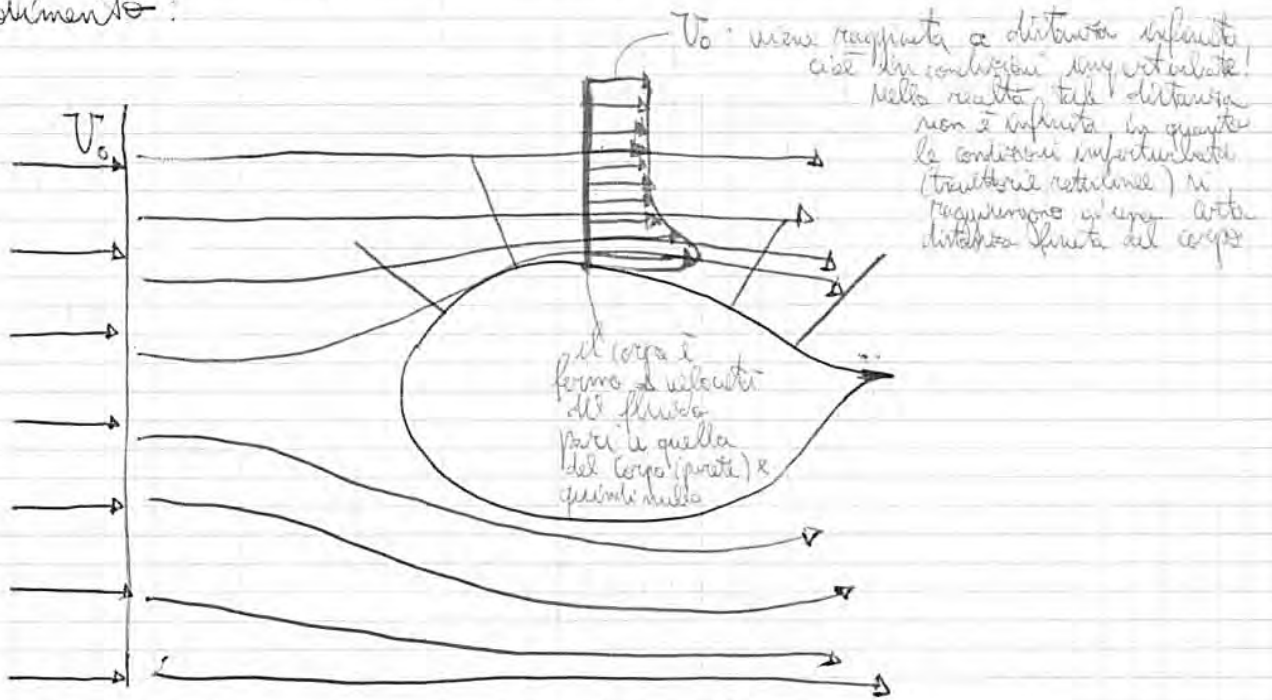 dimento:
V₀
V₀: viene raggiunta a distanza infinita,
cioè in condizioni imperturbate!
Nella realtà tale distanza
non è infinita, in quanto
le condizioni imperturbate
(traiettorie rettilinee) si
raggiungono ad una certa
distanza finita dal corpo
il corpo è
fermo e velocità
del fluido
pari a quella
del corpo (parete) e
quindi nulla